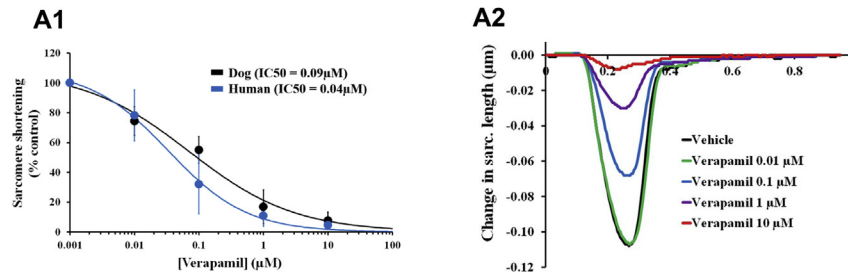 A1
120
100
80
60
40
20
0
0.001
0.01
0.1
1
10
100
Sarcomere shortening
(% control)
[Verapamil] (µM)
Dog (IC50 = 0.09µM)
Human (IC50 = 0.04µM)
A2
0.00
-0.02
-0.04
-0.06
-0.08
-0.10
-0.12
0
0.2
0.4
0.6
0.8
Change in sarc. length (µm)
Vehicle
Verapamil 0.01 µM
Verapamil 0.1 µM
Verapamil 1 µM
Verapamil 10 µM